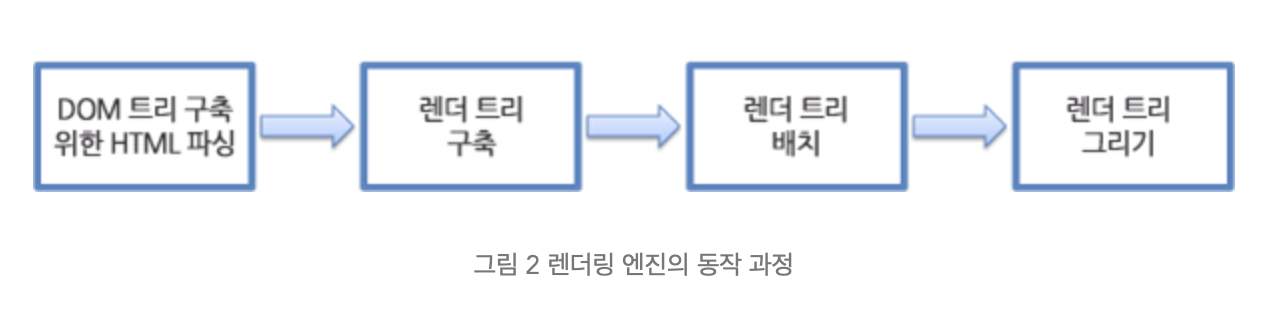 DOM 트리 구축
위한 HTML 파싱
렌더 트리
구축
렌더 트리
배치
렌더 트리
그리기
그림 2 렌더링 엔진의 동작 과정